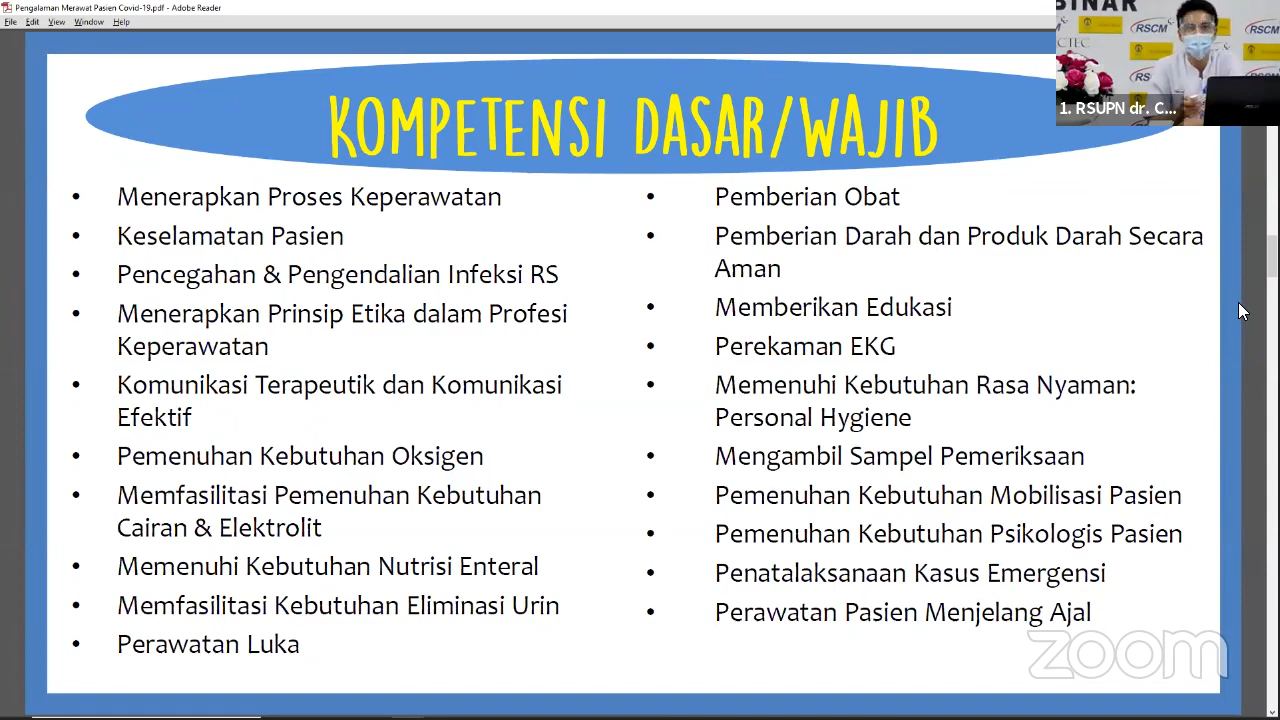 Pengalaman Merawat Pasien Covid-19.pdf - Adobe Reader
File Edit View Window Help
BINAR
RSCM
RSCM
1. RSUPN dr. C...
KOMPETENSI DASAR/WAJIB
• Menerapkan Proses Keperawatan
• Keselamatan Pasien
• Pencegahan & Pengendalian Infeksi RS
• Menerapkan Prinsip Etika dalam Profesi
Keperawatan
• Komunikasi Terapeutik dan Komunikasi
Efektif
• Pemenuhan Kebutuhan Oksigen
• Memfasilitasi Pemenuhan Kebutuhan
Cairan & Elektrolit
• Memenuhi Kebutuhan Nutrisi Enteral
• Memfasilitasi Kebutuhan Eliminasi Urin
• Perawatan Luka
• Pemberian Obat
• Pemberian Darah dan Produk Darah Secara
Aman
• Memberikan Edukasi
• Perekaman EKG
• Memenuhi Kebutuhan Rasa Nyaman:
Personal Hygiene
• Mengambil Sampel Pemeriksaan
• Pemenuhan Kebutuhan Mobilisasi Pasien
• Pemenuhan Kebutuhan Psikologis Pasien
• Penatalaksanaan Kasus Emergensi
• Perawatan Pasien Menjelang Ajal
zoom